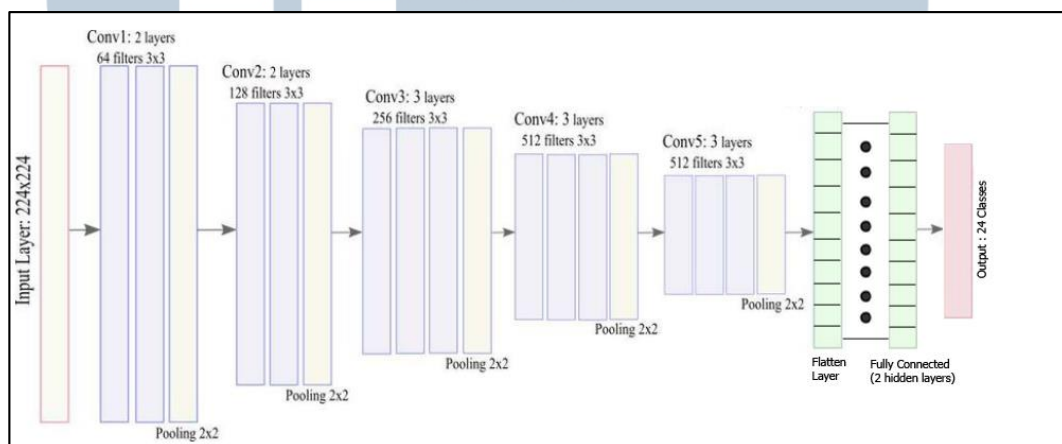 Input Layer: 224x224
Conv1: 2 layers
64 filters 3x3
Pooling 2x2
Conv2: 2 layers
128 filters 3x3
Pooling 2x2
Conv3: 3 layers
256 filters 3x3
Pooling 2x2
Conv4: 3 layers
512 filters 3x3
Pooling 2x2
Conv5: 3 layers
512 filters 3x3
Pooling 2x2
Flatten
Layer
Fully Connected
(2 hidden layers)
Output : 24 Classes